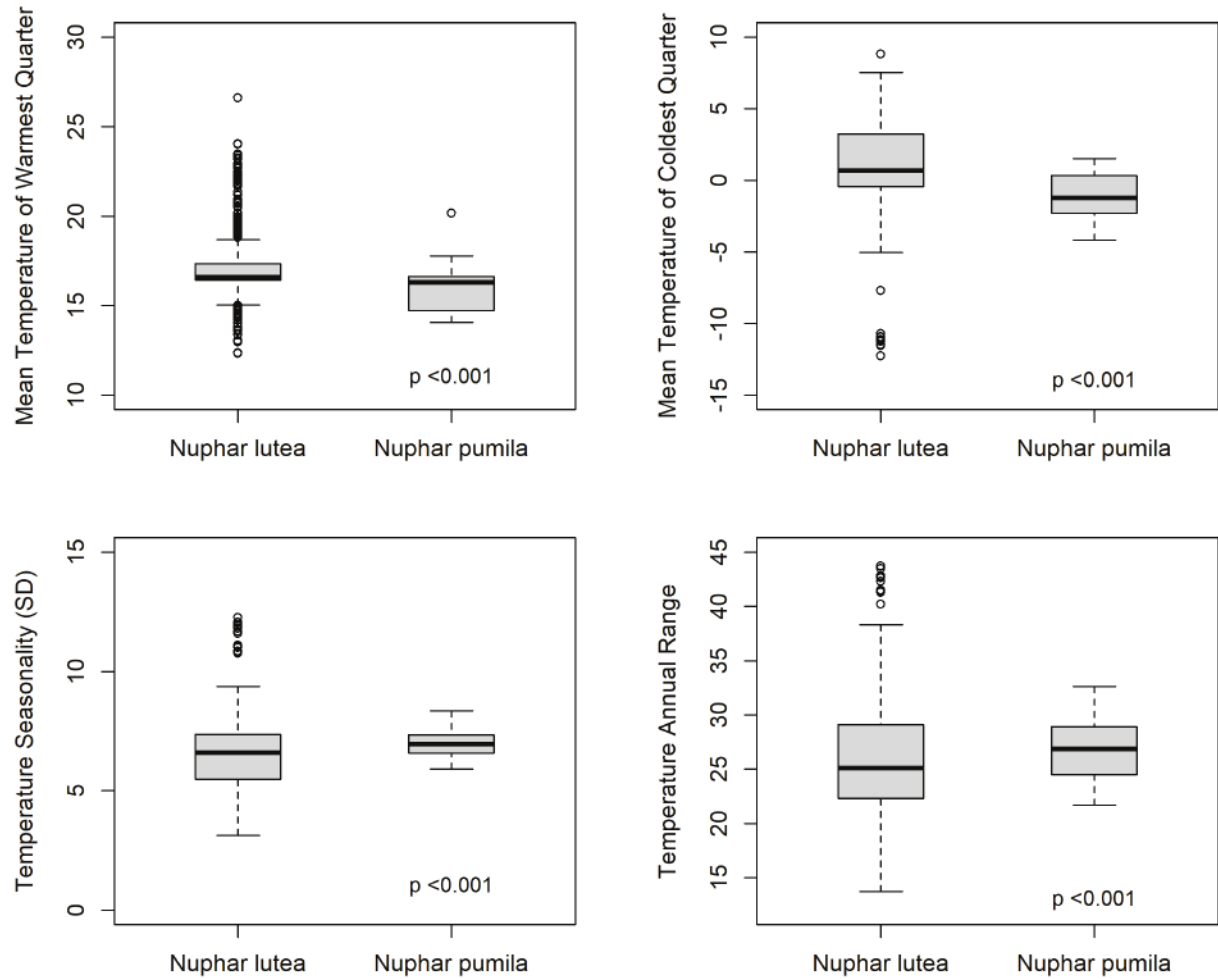 Mean Temperature of Warmest Quarter
30
25
20
15
10
p <0.001
Nuphar lutea
Nuphar pumila
Mean Temperature of Coldest Quarter
10
5
0
-5
-10
-15
p <0.001
Nuphar lutea
Nuphar pumila
Temperature Seasonality (SD)
15
10
5
0
p <0.001
Nuphar lutea
Nuphar pumila
Temperature Annual Range
45
40
35
30
25
20
15
p <0.001
Nuphar lutea
Nuphar pumila